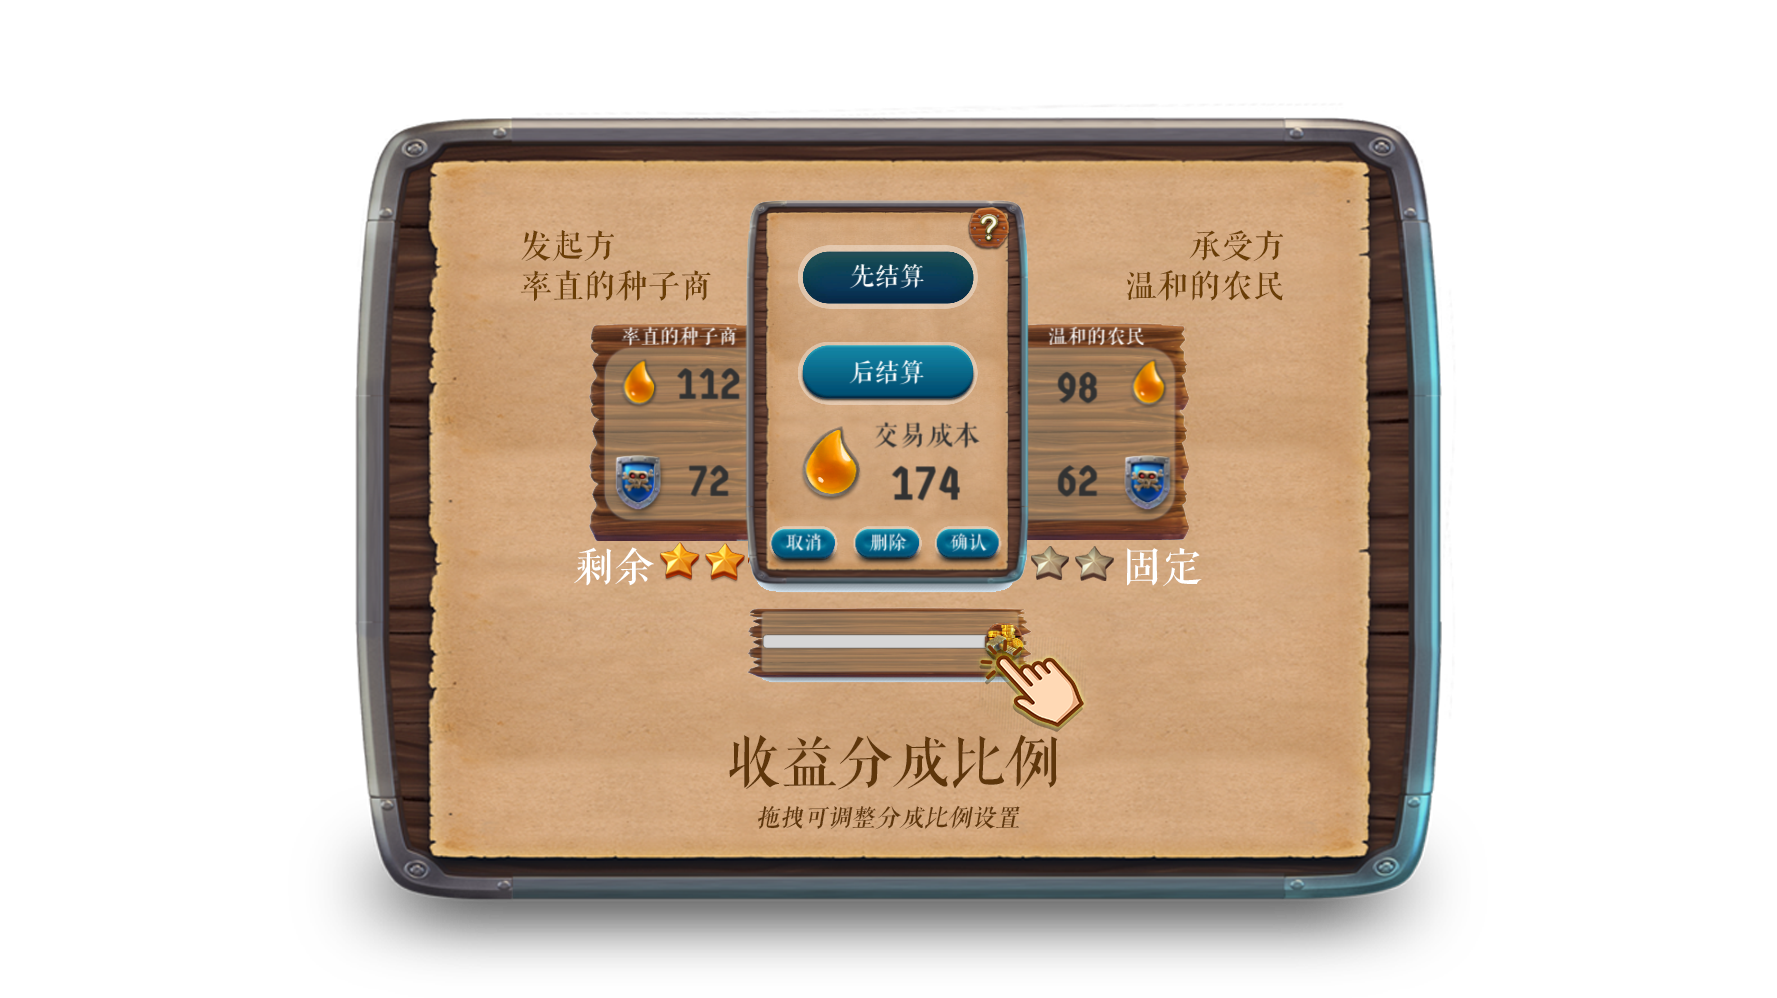 发起方
率直的种子商
承受方
温和的农民
?
先结算
后结算
交易成本
174
取消 删除 确认
率直的种子商
112
72
温和的农民
98
62
剩余
固定
收益分成比例
拖拽可调整分成比例设置